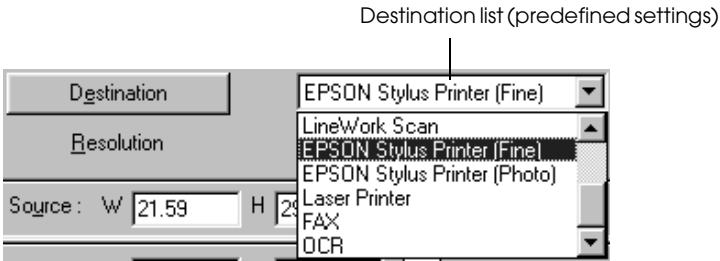 Destination list (predefined settings)
Destination EPSON Stylus Printer (Fine)
LineWork Scan
Resolution EPSON Stylus Printer (Fine)
EPSON Stylus Printer (Photo)
Laser Printer
Source: W 21.59 H
FAX
OCR